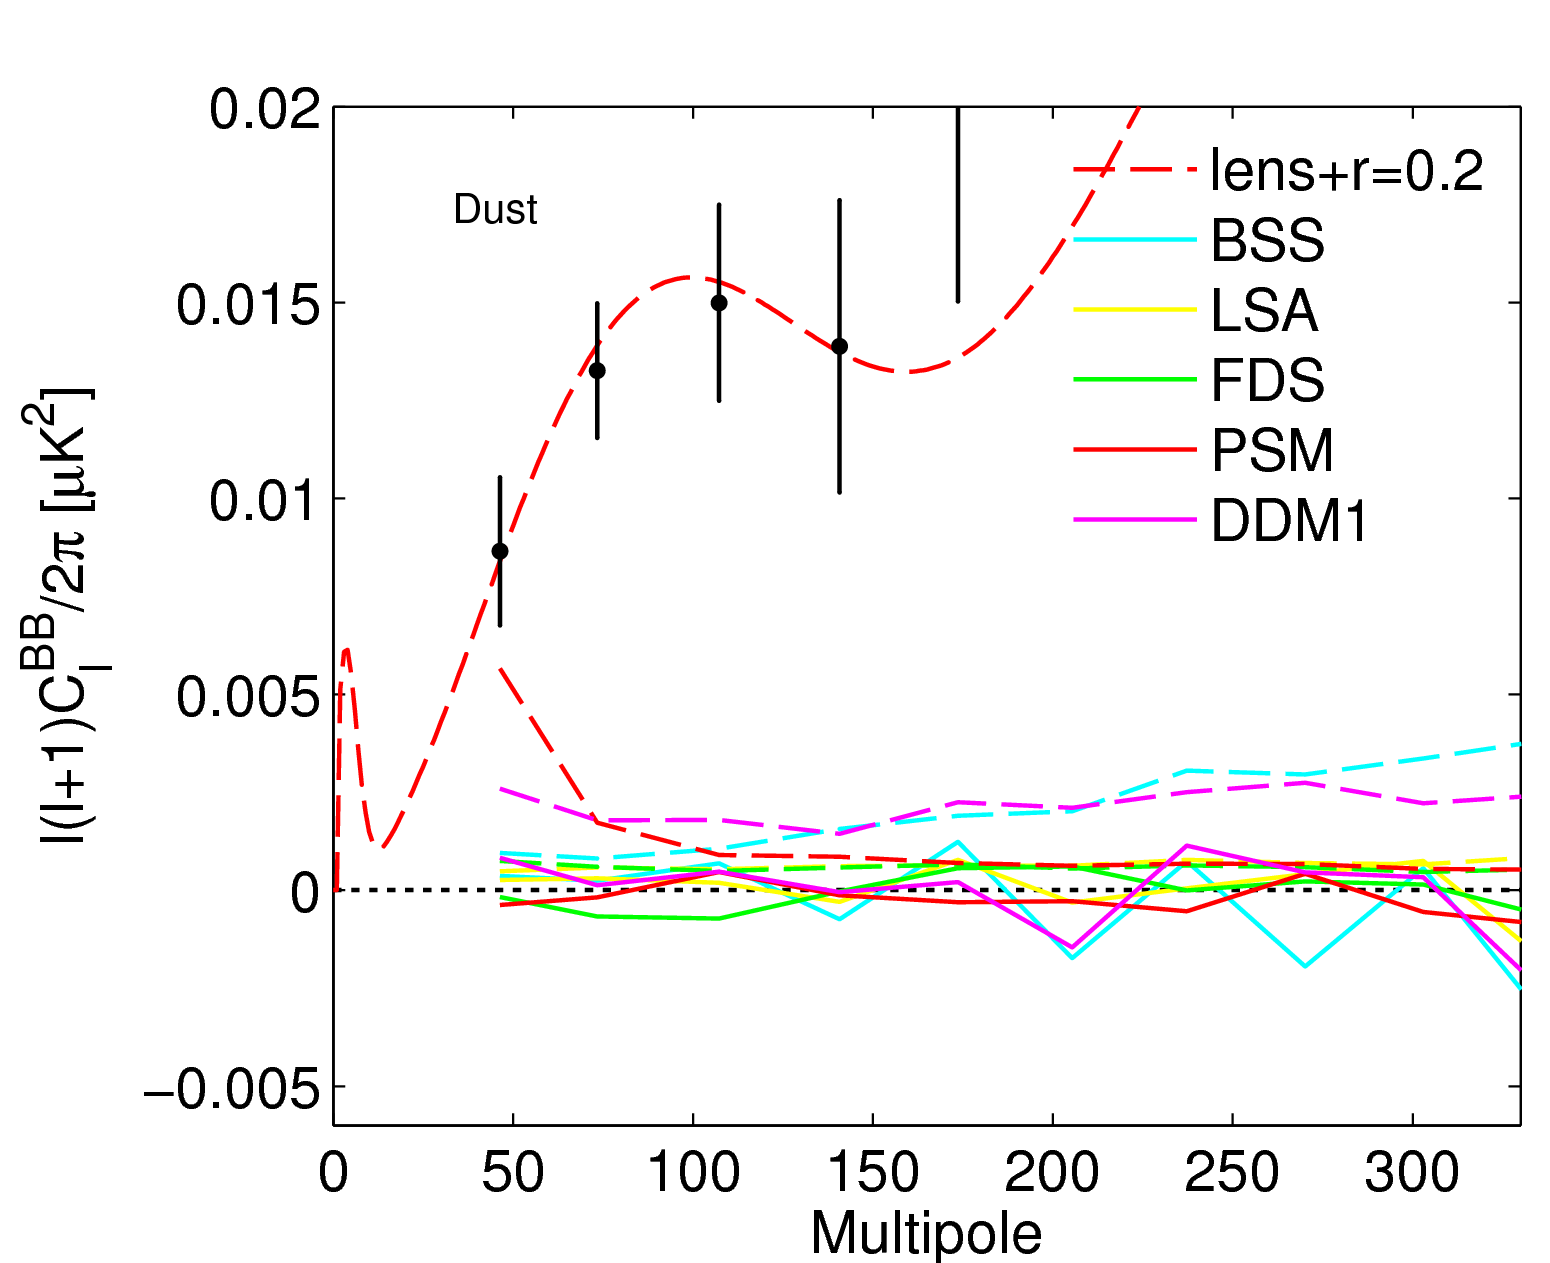 0.02
0.015
0.01
0.005
0
−0.005
l(l+1)C_l^BB/2π [μK²]
Dust
lens+r=0.2
BSS
LSA
FDS
PSM
DDM1
0 50 100 150 200 250 300
Multipole